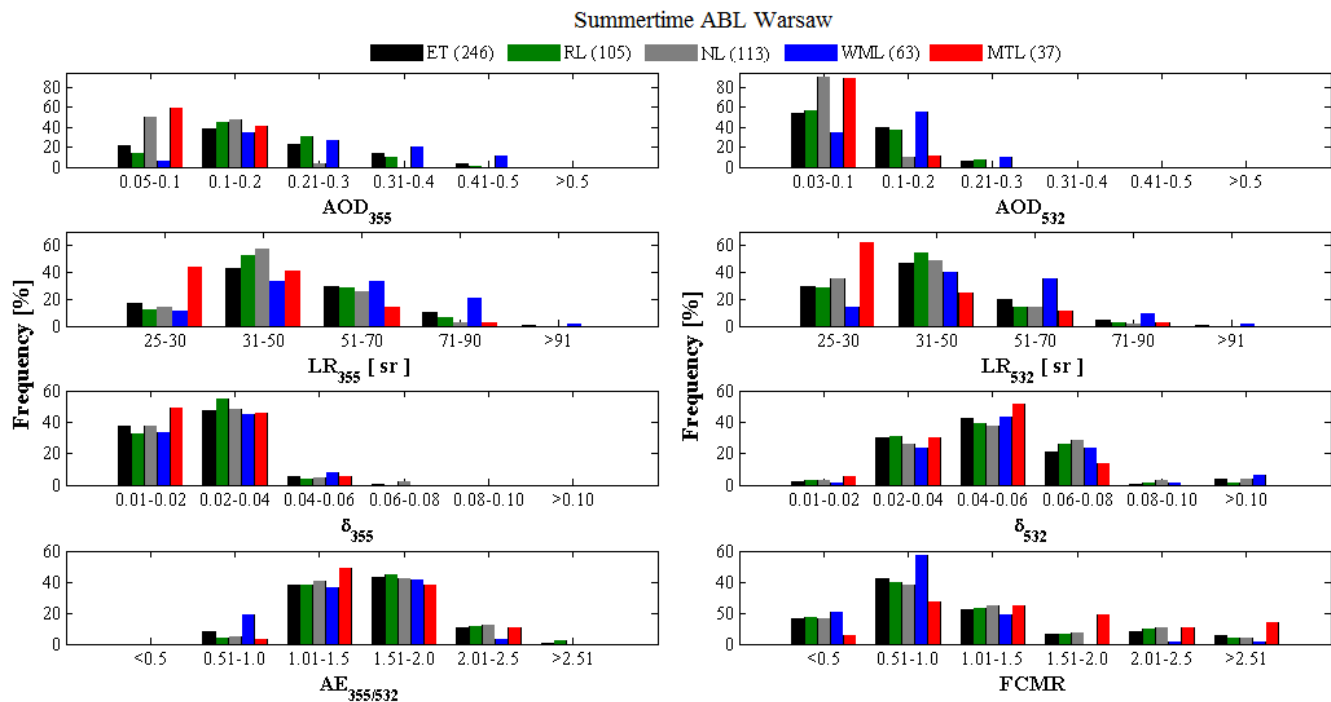 Summertime ABL Warsaw
ET (246) RL (105) NL (113) WML (63) MTL (37)
80
60
40
20
0
0.05-0.1 0.1-0.2 0.21-0.3 0.31-0.4 0.41-0.5 >0.5
AOD355
80
60
40
20
0
0.03-0.1 0.1-0.2 0.21-0.3 0.31-0.4 0.41-0.5 >0.5
AOD532
60
40
20
0
25-30 31-50 51-70 71-90 >91
LR355 [ sr ]
60
40
20
0
25-30 31-50 51-70 71-90 >91
LR532 [ sr ]
Frequency [%]
Frequency [%]
60
40
20
0
0.01-0.02 0.02-0.04 0.04-0.06 0.06-0.08 0.08-0.10 >0.10
δ355
60
40
20
0
0.01-0.02 0.02-0.04 0.04-0.06 0.06-0.08 0.08-0.10 >0.10
δ532
60
40
20
0
<0.5 0.51-1.0 1.01-1.5 1.51-2.0 2.01-2.5 >2.51
AE355/532
60
40
50
0
<0.5 0.51-1.0 1.01-1.5 1.51-2.0 2.01-2.5 >2.51
FCMR